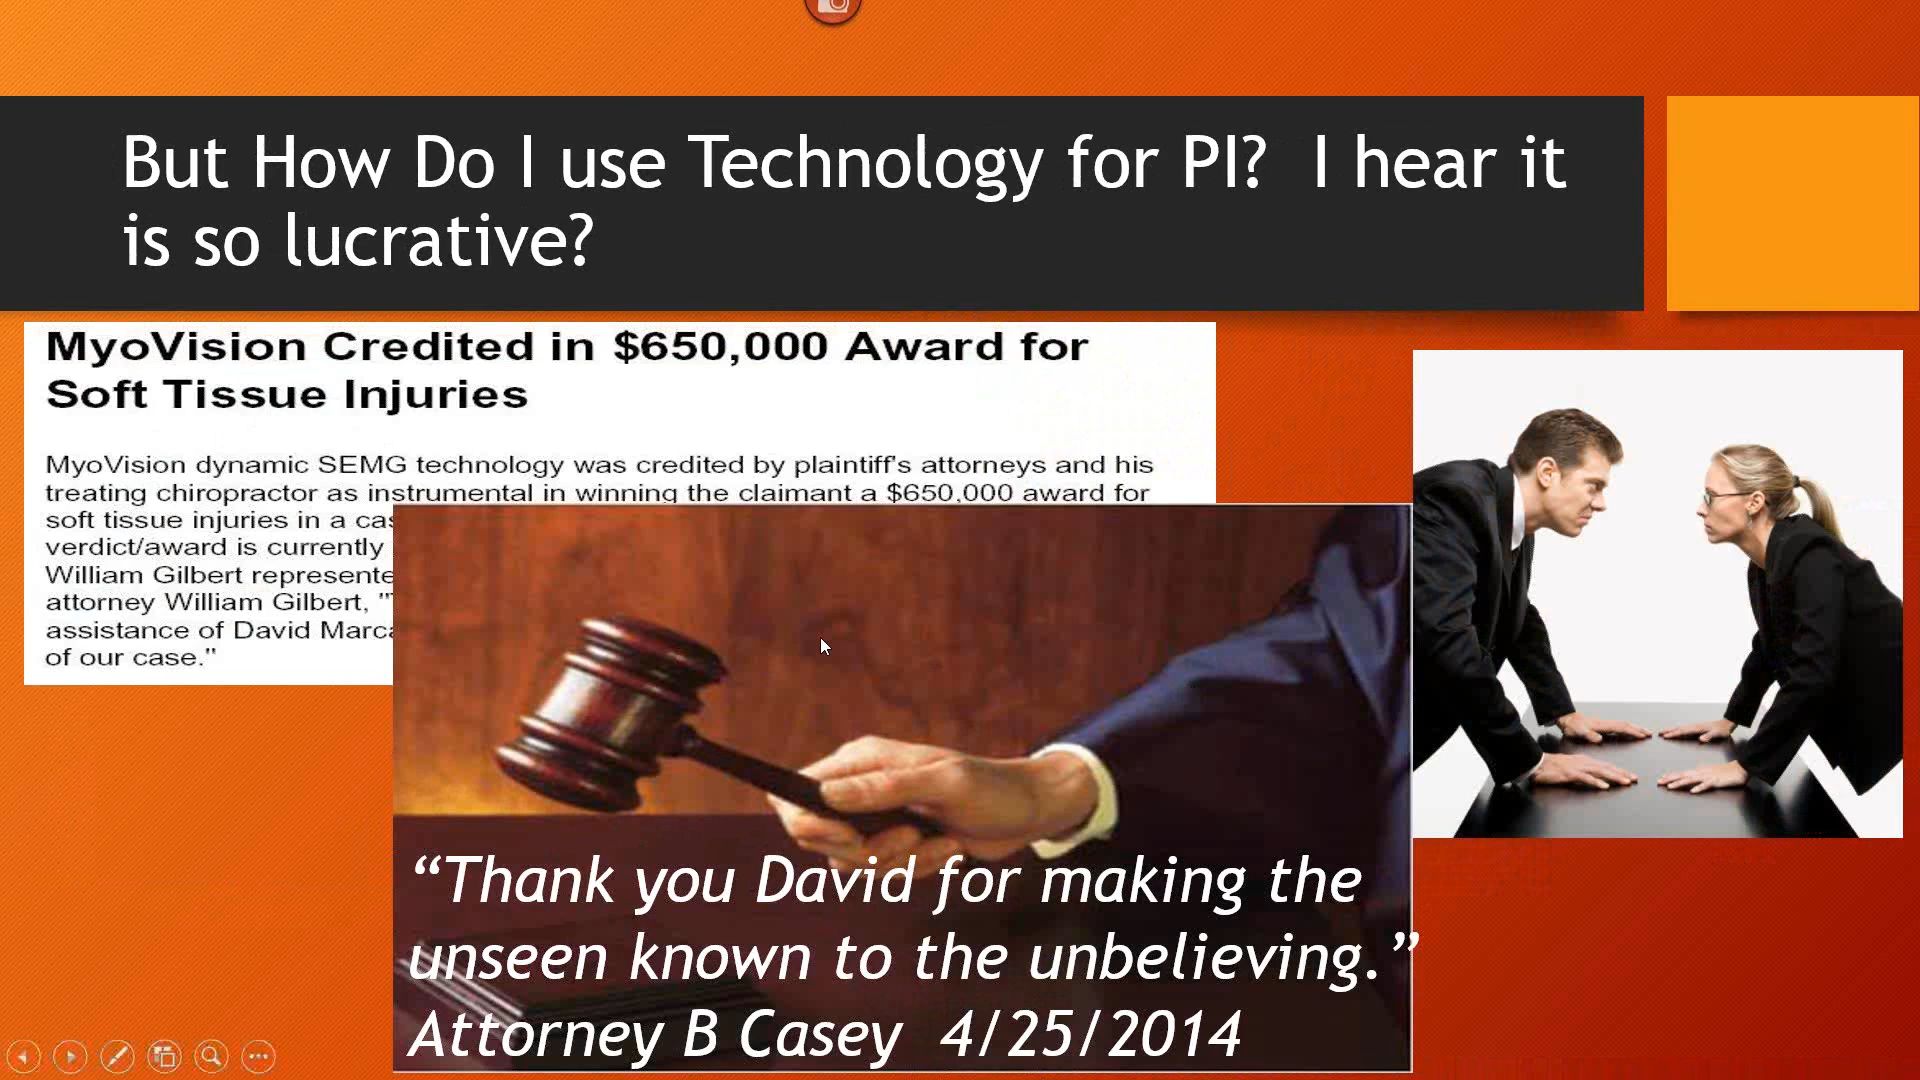 But How Do I use Technology for PI?  I hear it
is so lucrative?
MyoVision Credited in $650,000 Award for
Soft Tissue Injuries
MyoVision dynamic SEMG technology was credited by plaintiff's attorneys and his
treating chiropractor as instrumental in winning the claimant a $650,000 award for
soft tissue injuries in a
verdict/award is currently
William Gilbert
attorney William Gilbert, "
assistance of David
of our case."
“Thank you David for making the
unseen known to the unbelieving.”
Attorney B Casey  4/25/2014